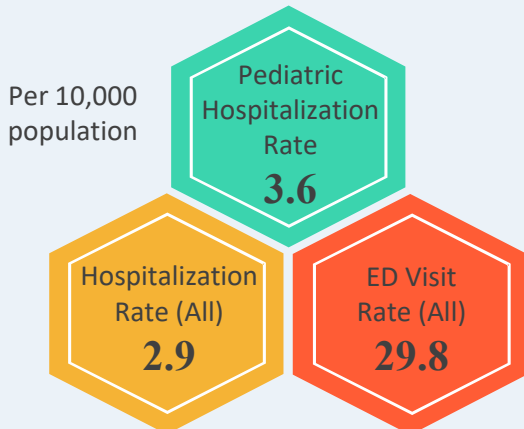 Per 10,000
population
Pediatric
Hospitalization
Rate
3.6
Hospitalization
Rate (All)
2.9
ED Visit
Rate (All)
29.8